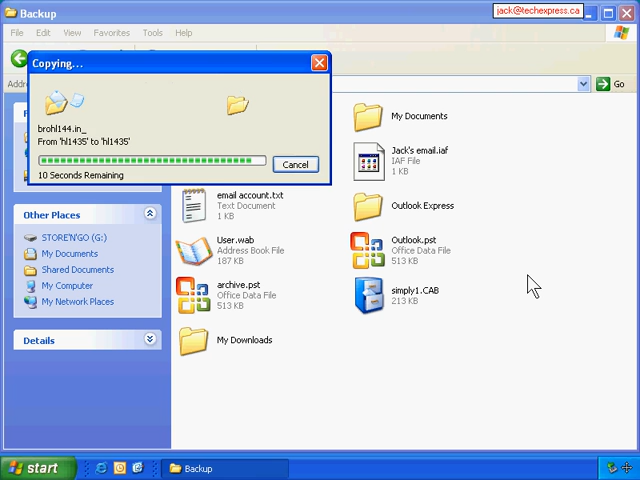 Backup
jack@techexpress.ca
File Edit View Favorites Tools Help
Copying...
Go
brohl144.in_
From 'hl1435' to 'hl1435'
Cancel
10 Seconds Remaining
My Documents
Jack's email.iaf
IAF File
1 KB
email account.txt
Text Document
1 KB
Outlook Express
User.wab
Address Book File
187 KB
Outlook.pst
Office Data File
513 KB
archive.pst
Office Data File
513 KB
simply1.CAB
213 KB
My Downloads
Other Places
STORE'N'GO (G:)
My Documents
Shared Documents
My Computer
My Network Places
Details
start
Backup